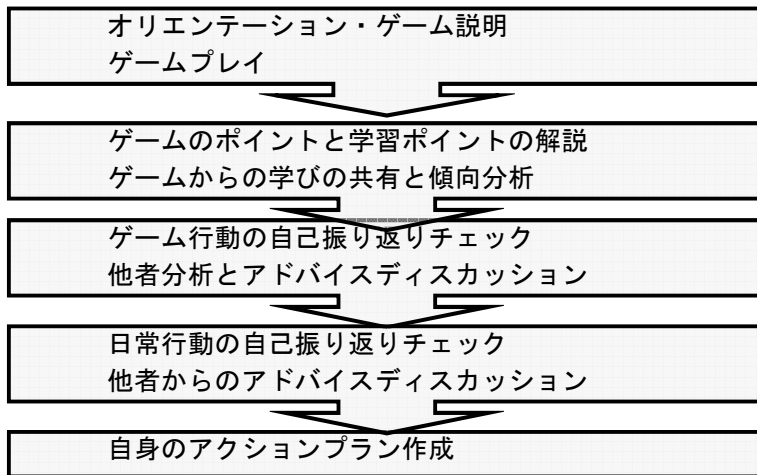 オリエンテーション・ゲーム説明
ゲームプレイ
ゲームのポイントと学習ポイントの解説
ゲームからの学びの共有と傾向分析
ゲーム行動の自己振り返りチェック
他者分析とアドバイスディスカッション
日常行動の自己振り返りチェック
他者からのアドバイスディスカッション
自身のアクションプラン作成